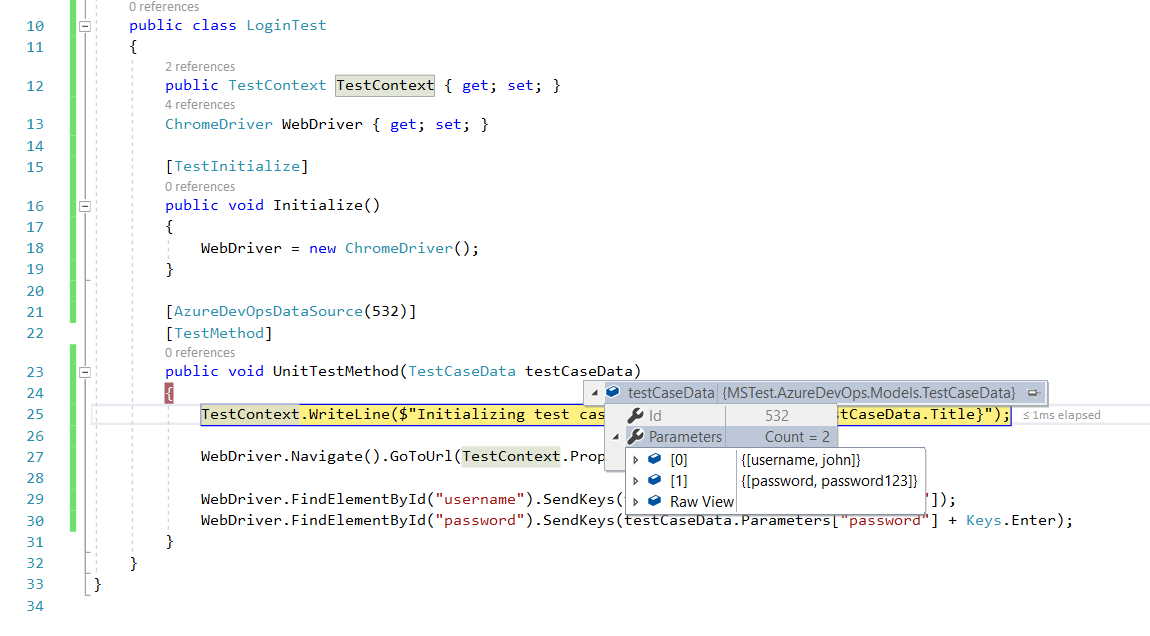 0 references
10 public class LoginTest
11 {
2 references
12 public TestContext TestContext { get; set; }
4 references
13 ChromeDriver WebDriver { get; set; }
14
15 [TestInitialize]
0 references
16 public void Initialize()
17 {
18 WebDriver = new ChromeDriver();
19 }
20
21 [AzureDevOpsDataSource(532)]
22 [TestMethod]
0 references
23 public void UnitTestMethod(TestCaseData testCaseData)
24 {
testCaseData {MSTest.AzureDevOps.Models.TestCaseData}
25 TestContext.WriteLine($"Initializing test cas
Id 532
tCaseData.Title}"); ≤ 1ms elapsed
26
Parameters Count = 2
27 WebDriver.Navigate().GoToUrl(TestContext.Prop
[0] {[username, john]}
28
[1] {[password, password123]}
29 WebDriver.FindElementById("username").SendKeys(
Raw View
"]);
30 WebDriver.FindElementById("password").SendKeys(testCaseData.Parameters["password"] + Keys.Enter);
31 }
32 }
33 }
34